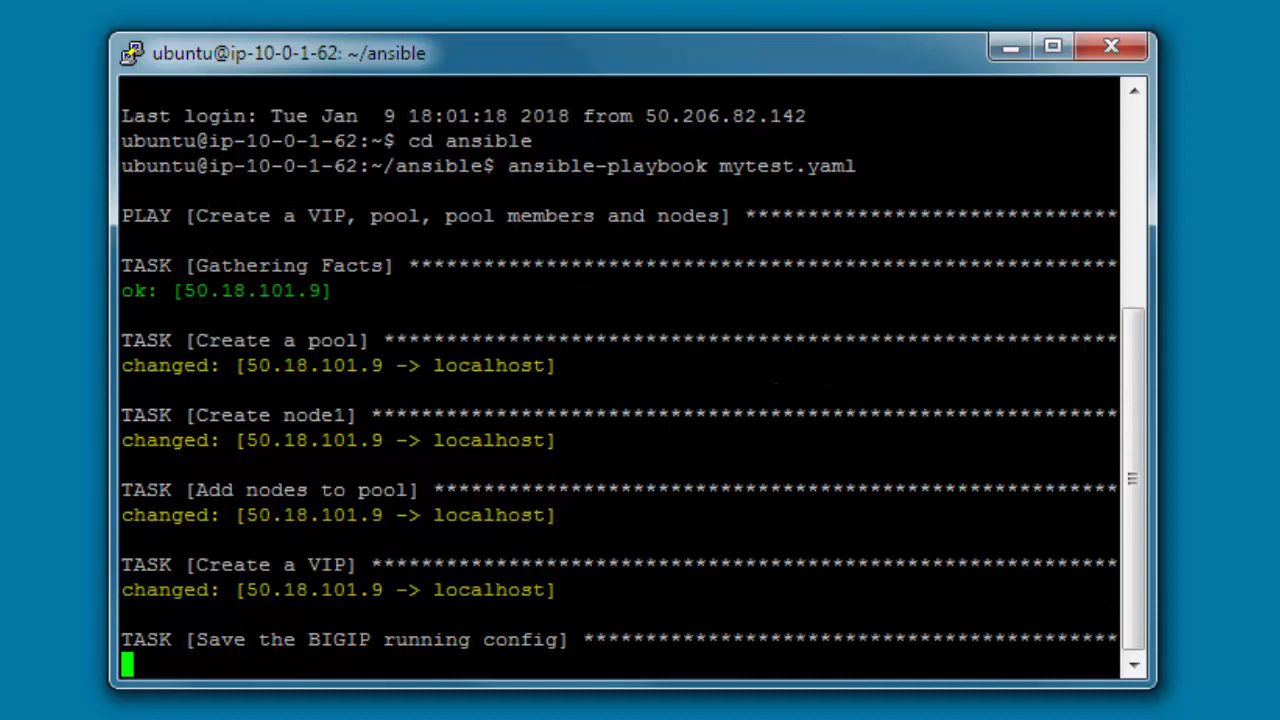 ubuntu@ip-10-0-1-62: ~/ansible
Last login: Tue Jan  9 18:01:18 2018 from 50.206.82.142
ubuntu@ip-10-0-1-62:~$ cd ansible
ubuntu@ip-10-0-1-62:~/ansible$ ansible-playbook mytest.yaml
PLAY [Create a VIP, pool, pool members and nodes] ******************************
TASK [Gathering Facts] *********************************************************
ok: [50.18.101.9]
TASK [Create a pool] ***********************************************************
changed: [50.18.101.9 -> localhost]
TASK [Create node1] ************************************************************
changed: [50.18.101.9 -> localhost]
TASK [Add nodes to pool] *******************************************************
changed: [50.18.101.9 -> localhost]
TASK [Create a VIP] ************************************************************
changed: [50.18.101.9 -> localhost]
TASK [Save the BIGIP running config] *******************************************